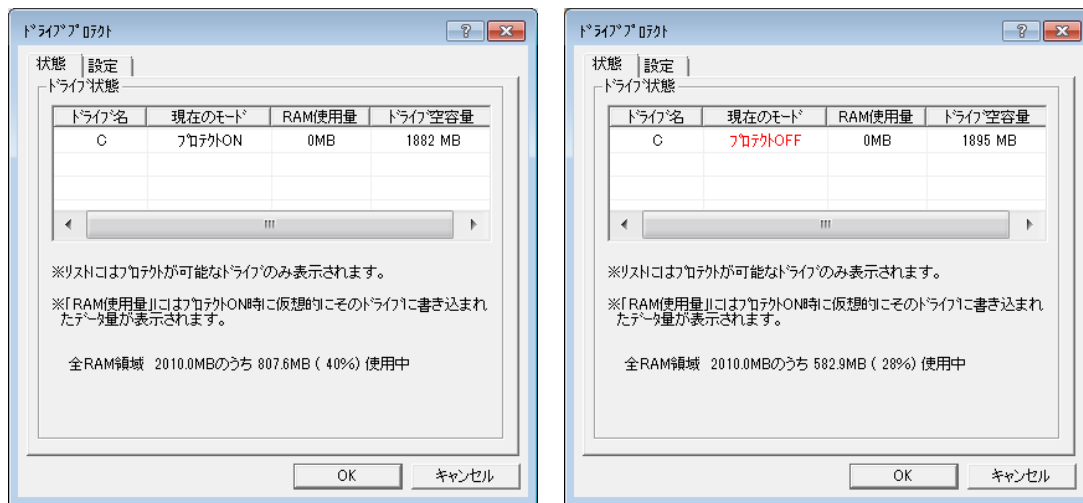 ﾄﾞﾗｲﾌﾞﾌﾟﾛﾃｸﾄ
状態 設定
ﾄﾞﾗｲﾌﾞ状態
ﾄﾞﾗｲﾌﾞ名 現在のﾓｰﾄﾞ RAM使用量 ﾄﾞﾗｲﾌﾞ空容量
C ﾌﾟﾛﾃｸﾄON 0MB 1882 MB
※ﾘｽﾄにはﾌﾟﾛﾃｸﾄが可能なﾄﾞﾗｲﾌﾞのみ表示されます。
※｢RAM使用量｣にはﾌﾟﾛﾃｸﾄON時に仮想的にそのﾄﾞﾗｲﾌﾞに書き込まれ
たﾃﾞｰﾀ量が表示されます。
全RAM領域 2010.0MBのうち 807.6MB ( 40%) 使用中
OK キャンセル
ﾄﾞﾗｲﾌﾞﾌﾟﾛﾃｸﾄ
状態 設定
ﾄﾞﾗｲﾌﾞ状態
ﾄﾞﾗｲﾌﾞ名 現在のﾓｰﾄﾞ RAM使用量 ﾄﾞﾗｲﾌﾞ空容量
C ﾌﾟﾛﾃｸﾄOFF 0MB 1895 MB
※ﾘｽﾄにはﾌﾟﾛﾃｸﾄが可能なﾄﾞﾗｲﾌﾞのみ表示されます。
※｢RAM使用量｣にはﾌﾟﾛﾃｸﾄON時に仮想的にそのﾄﾞﾗｲﾌﾞに書き込まれ
たﾃﾞｰﾀ量が表示されます。
全RAM領域 2010.0MBのうち 582.9MB ( 28%) 使用中
OK キャンセル